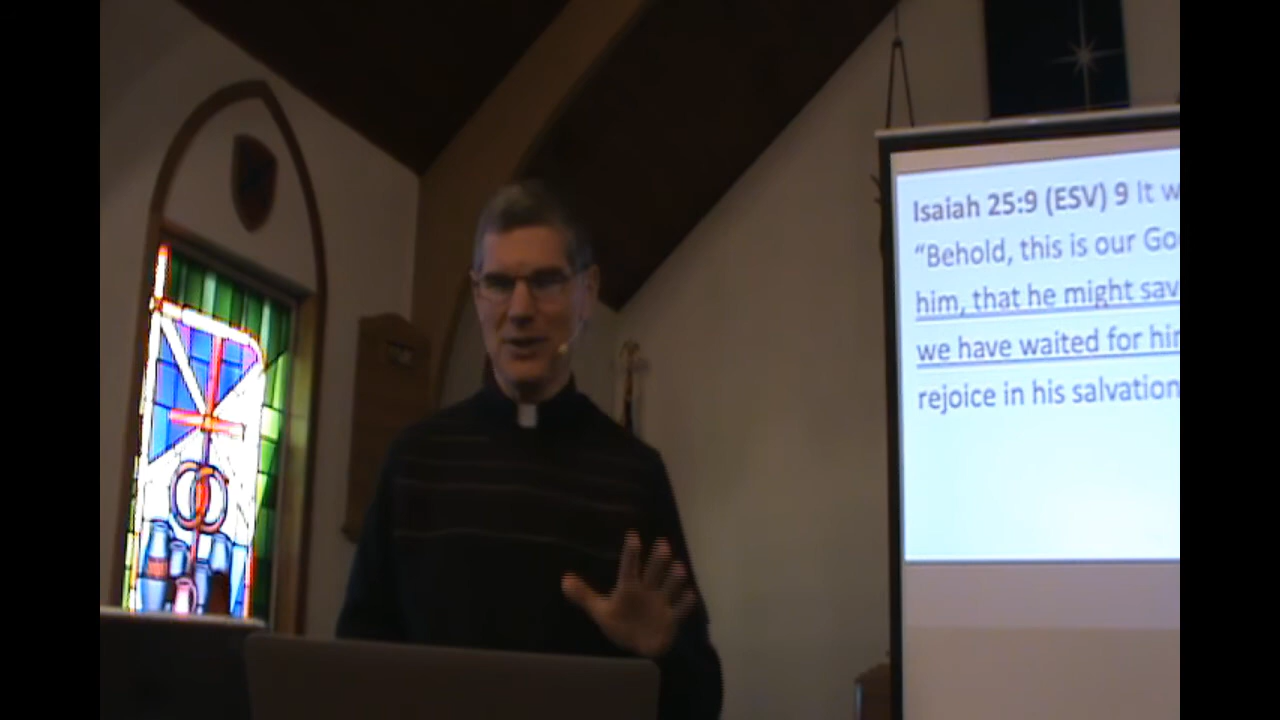 Isaiah 25:9 (ESV) 9 It w
“Behold, this is our Go
him, that he might sav
we have waited for hi
rejoice in his salvation